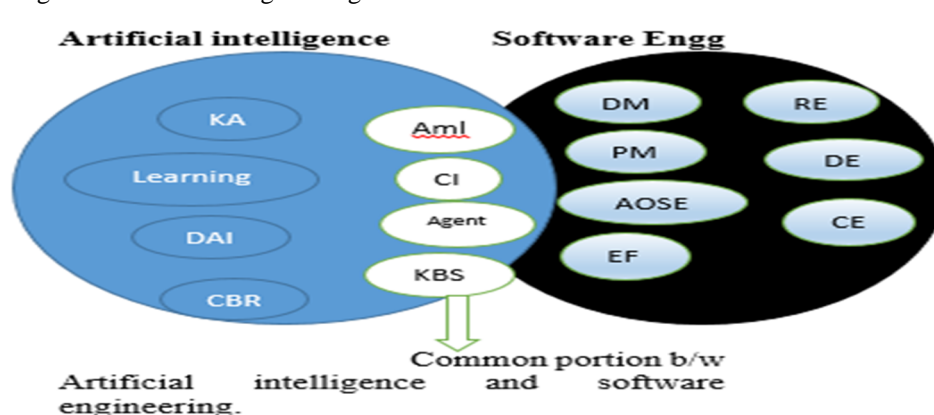 Artificial intelligence Software Engg
KA
Learning
DAI
CBR
AmI
CI
Agent
KBS
DM
PM
AOSE
EF
RE
DE
CE
Common portion b/w
Artificial intelligence and software
engineering.